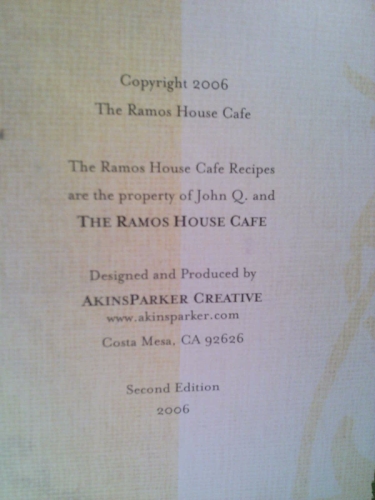 Copyright 2006
The Ramos House Cafe
The Ramos House Cafe Recipes
are the property of John Q. and
THE RAMOS HOUSE CAFE
Designed and Produced by
AKINSPARKER CREATIVE
www.akinsparker.com
Costa Mesa, CA 92626
Second Edition
2006